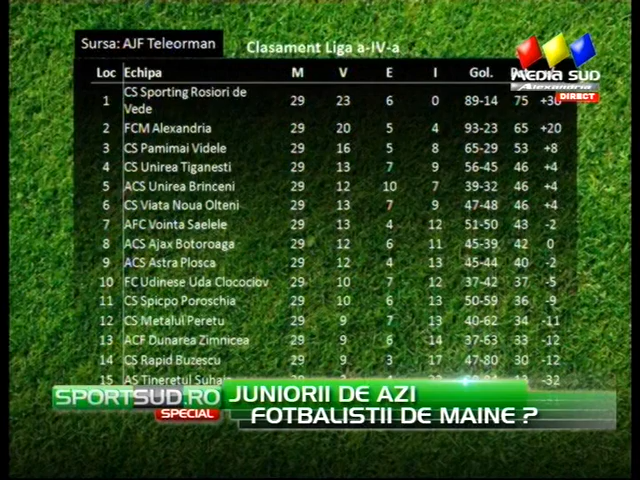 Sursa: AJF Teleorman
Clasament Liga a-IV-a
MEDIA SUD
Alexandria
DIRECT
Loc Echipa M V E I Gol.
1 CS Sporting Rosiori de Vede 29 23 6 0 89-14 75 +30
2 FCM Alexandria 29 20 5 4 93-23 65 +20
3 CS Pamimai Videle 29 16 5 8 65-29 53 +8
4 CS Unirea Tiganesti 29 13 7 9 56-45 46 +4
5 ACS Unirea Brinceni 29 12 10 7 39-32 46 +4
6 CS Viata Noua Olteni 29 13 7 9 47-48 46 +4
7 AFC Vointa Saelele 29 13 4 12 51-50 43 -2
8 ACS Ajax Botoroaga 29 12 6 11 45-39 42 0
9 ACS Astra Plosca 29 12 4 13 45-44 40 -2
10 FC Udinese Uda Clocociov 29 10 7 12 37-42 37 -5
11 CS Spicpo Poroschia 29 10 6 13 50-59 36 -9
12 CS Metalul Peretu 29 9 7 13 40-62 34 -11
13 ACF Dunarea Zimnicea 29 9 6 14 37-63 33 -12
14 CS Rapid Buzescu 29 9 3 17 47-80 30 -12
15 AS Tineretul -32
SPORTSUD.RO
SPECIAL
JUNIORII DE AZI
FOTBALISTII DE MAINE ?